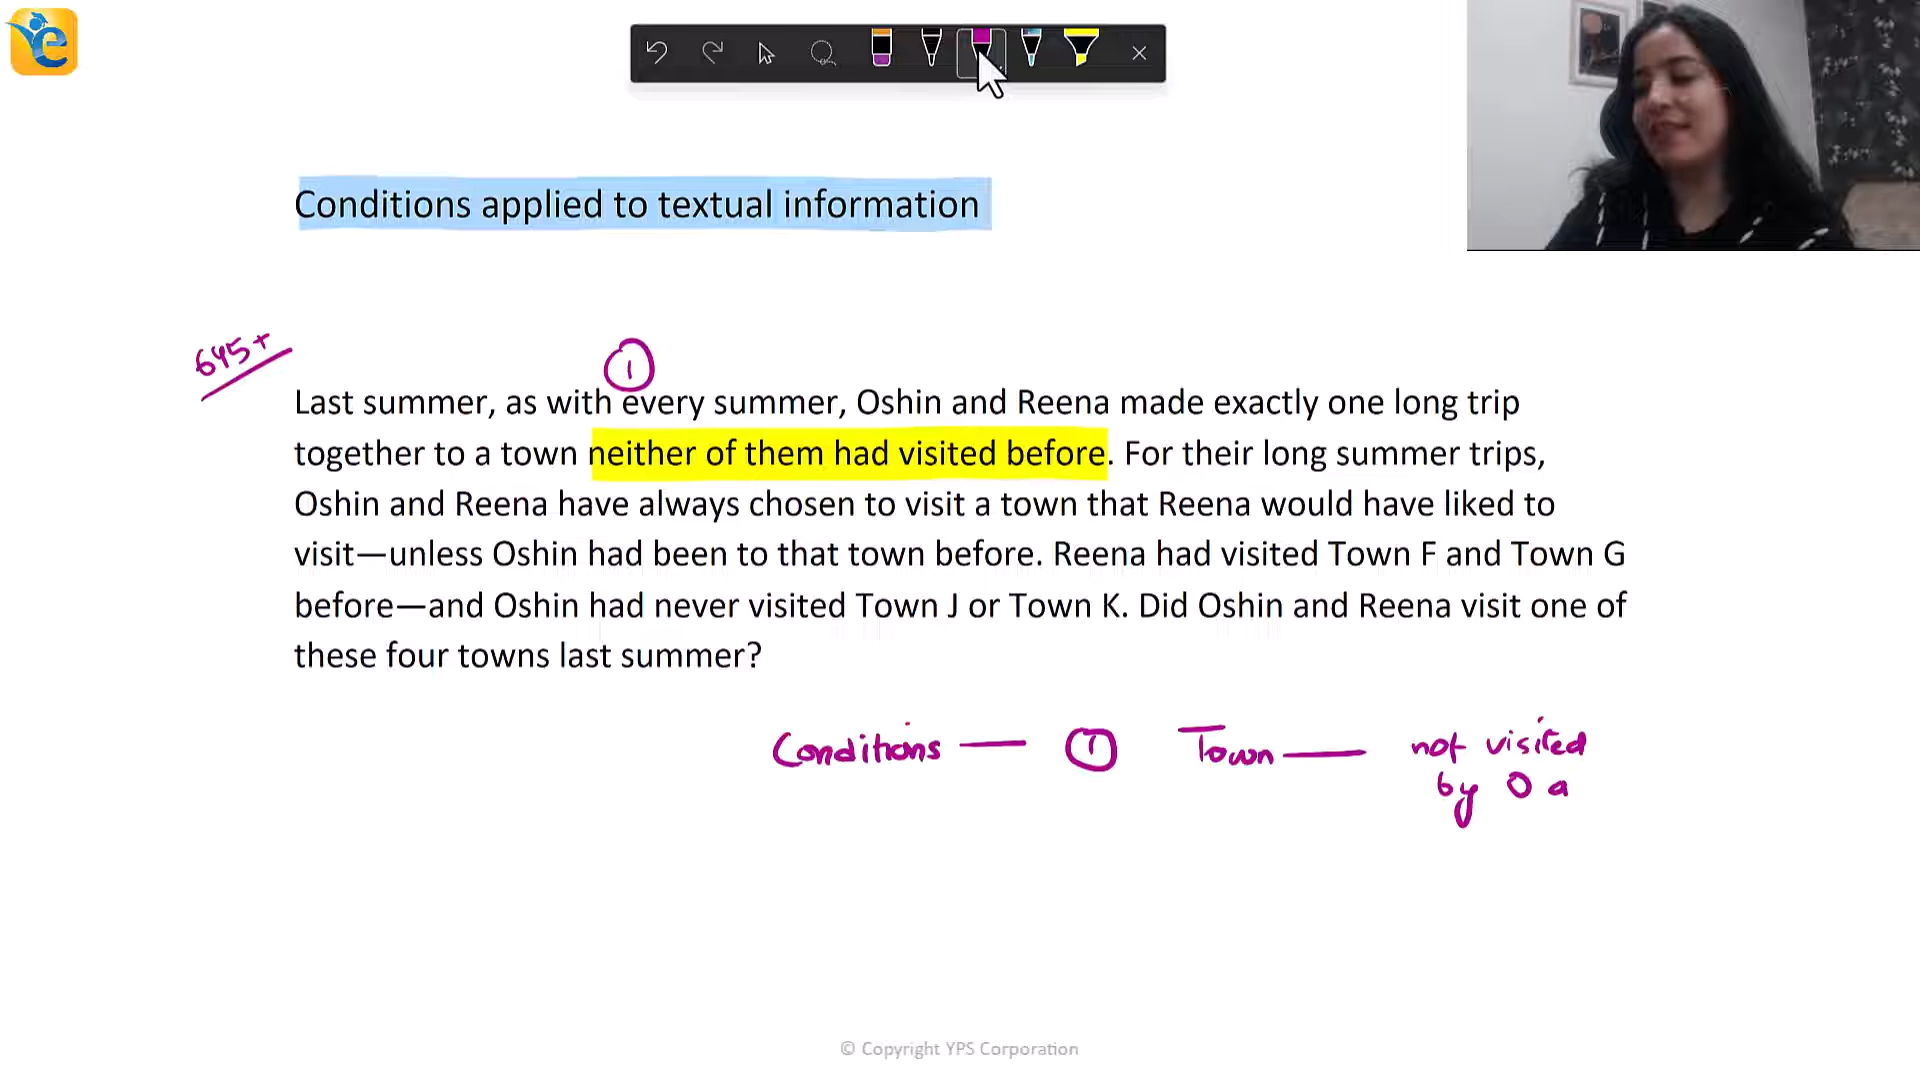 e
Conditions applied to textual information
645+
1
Last summer, as with every summer, Oshin and Reena made exactly one long trip
together to a town neither of them had visited before. For their long summer trips,
Oshin and Reena have always chosen to visit a town that Reena would have liked to
visit—unless Oshin had been to that town before. Reena had visited Town F and Town G
before—and Oshin had never visited Town J or Town K. Did Oshin and Reena visit one of
these four towns last summer?
Conditions — 1 Town — not visited
by O a
© Copyright YPS Corporation